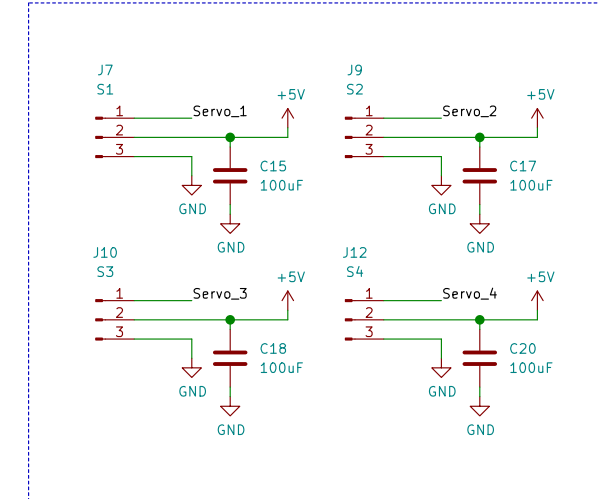 J7
S1
1
2
3
Servo_1
+5V
C15
100uF
GND
GND
J9
S2
1
2
3
Servo_2
+5V
C17
100uF
GND
GND
J10
S3
1
2
3
Servo_3
+5V
C18
100uF
GND
GND
J12
S4
1
2
3
Servo_4
+5V
C20
100uF
GND
GND